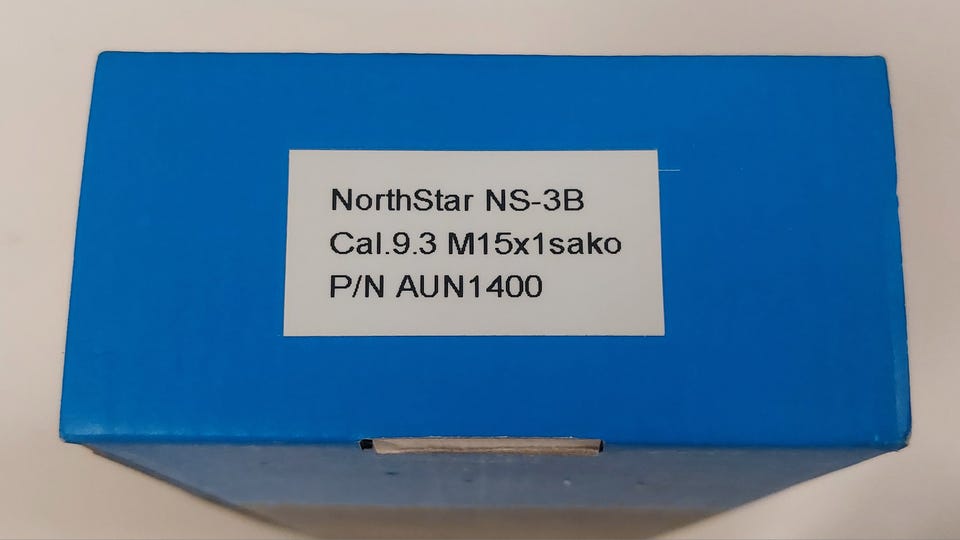 NorthStar NS-3B
Cal.9.3 M15x1sako
P/N AUN1400